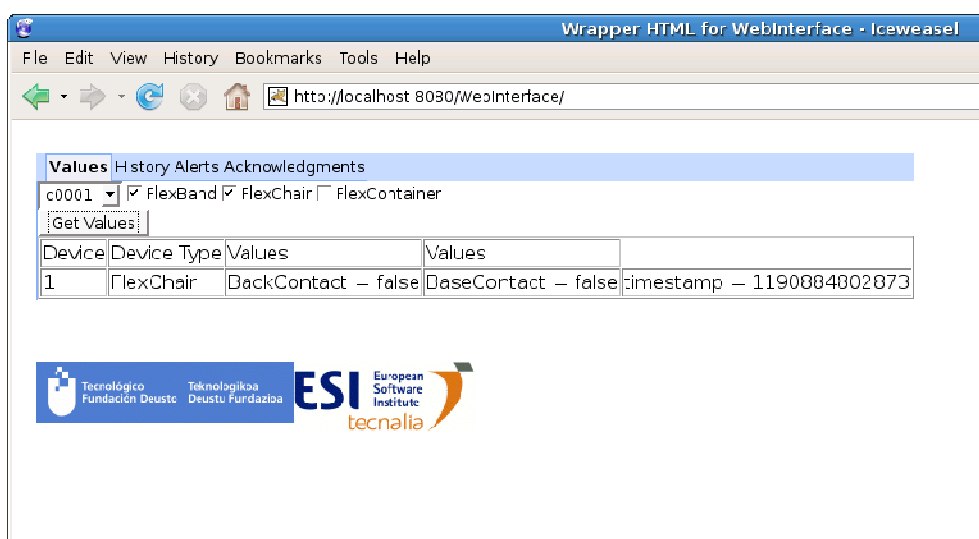 Wrapper HTML for WebInterface - Iceweasel
File Edit View History Bookmarks Tools Help
http://localhost:8080/WebInterface/
Values History Alerts Acknowledgments
c0001 FlexBand FlexChair FlexContainer
Get Values
Device Device Type Values Values
1 FlexChair BackContact = false BaseContact = false timestamp = 1190884802873
Tecnológico Teknologikoa
Fundación Deusto Deustu Fundazioa
ESI European
Software
Institute
tecnalia